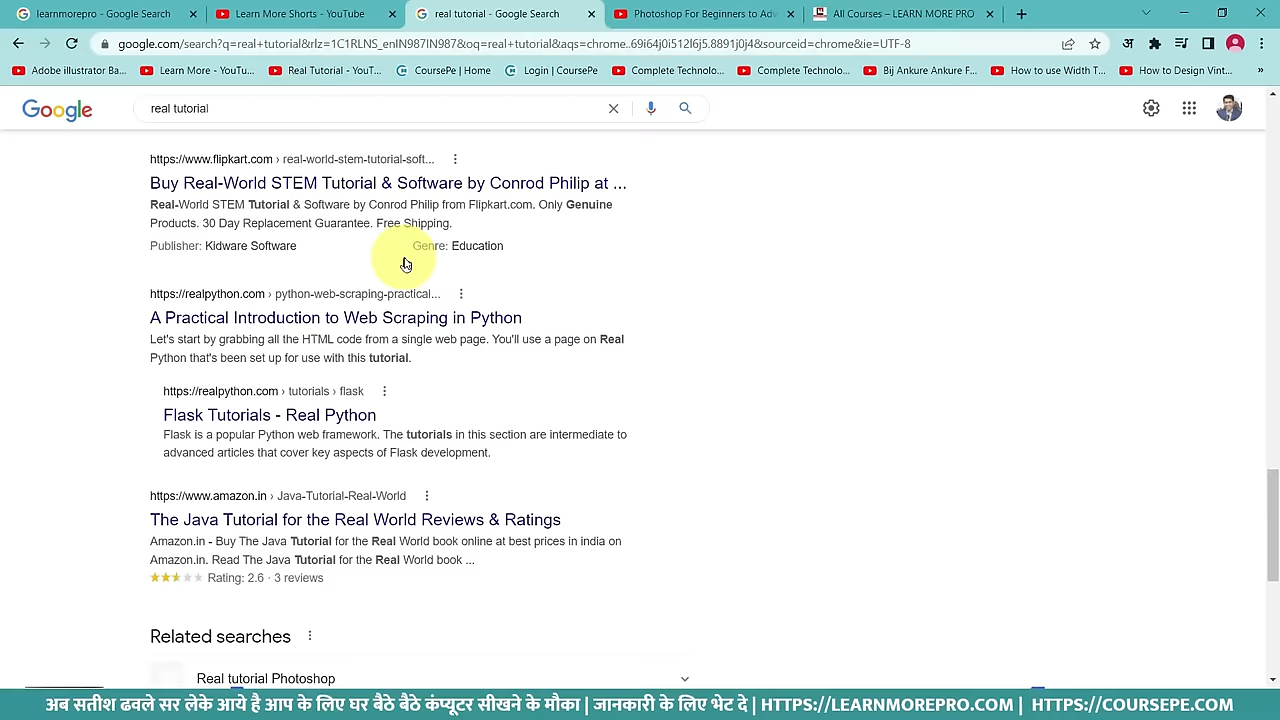 learnmorepro - Google Search
Learn More Shorts - YouTube
real tutorial - Google Search
Photoshop For Beginners to Adv
All Courses – LEARN MORE PRO
google.com/search?q=real+tutorial&rlz=1C1RLNS_enIN987IN987&oq=real+tutorial&aqs=chrome..69i64j0i512l6j5.8891j0j4&sourceid=chrome&ie=UTF-8
अ
Adobe illustrator Ba...
Learn More - YouTu...
Real Tutorial - YouT...
CoursePe | Home
Login | CoursePe
Complete Technolo...
Complete Technolo...
Bij Ankure Ankure F...
How to use Width T...
How to Design Vint...
»
Google
real tutorial
https://www.flipkart.com › real-world-stem-tutorial-soft...
Buy Real-World STEM Tutorial & Software by Conrod Philip at ...
Real-World STEM Tutorial & Software by Conrod Philip from Flipkart.com. Only Genuine
Products. 30 Day Replacement Guarantee. Free Shipping.
Publisher: Kidware Software
Genre: Education
https://realpython.com › python-web-scraping-practical...
A Practical Introduction to Web Scraping in Python
Let's start by grabbing all the HTML code from a single web page. You'll use a page on Real
Python that's been set up for use with this tutorial.
https://realpython.com › tutorials › flask
Flask Tutorials - Real Python
Flask is a popular Python web framework. The tutorials in this section are intermediate to
advanced articles that cover key aspects of Flask development.
https://www.amazon.in › Java-Tutorial-Real-World
The Java Tutorial for the Real World Reviews & Ratings
Amazon.in - Buy The Java Tutorial for the Real World book online at best prices in india on
Amazon.in. Read The Java Tutorial for the Real World book ...
Rating: 2.6 · 3 reviews
Related searches
Real tutorial Photoshop
अब सतीश ढवले सर लेके आये है आप के लिए घर बैठे बैठे कंप्यूटर सीखने के मौका | जानकारी के लिए भेट दे | HTTPS://LEARNMOREPRO.COM | HTTPS://COURSEPE.COM